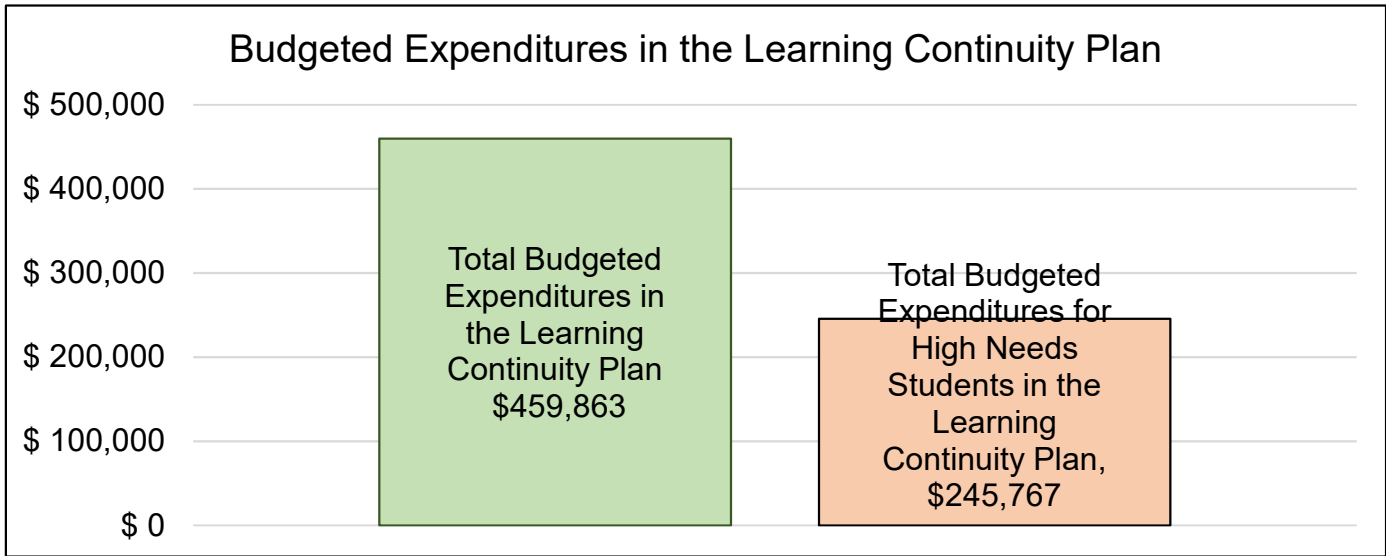 Budgeted Expenditures in the Learning Continuity Plan
$ 500,000
$ 400,000
$ 300,000
$ 200,000
$ 100,000
$ 0
Total Budgeted
Expenditures in
the Learning
Continuity Plan
$459,863
Total Budgeted
Expenditures for
High Needs
Students in the
Learning
Continuity Plan,
$245,767